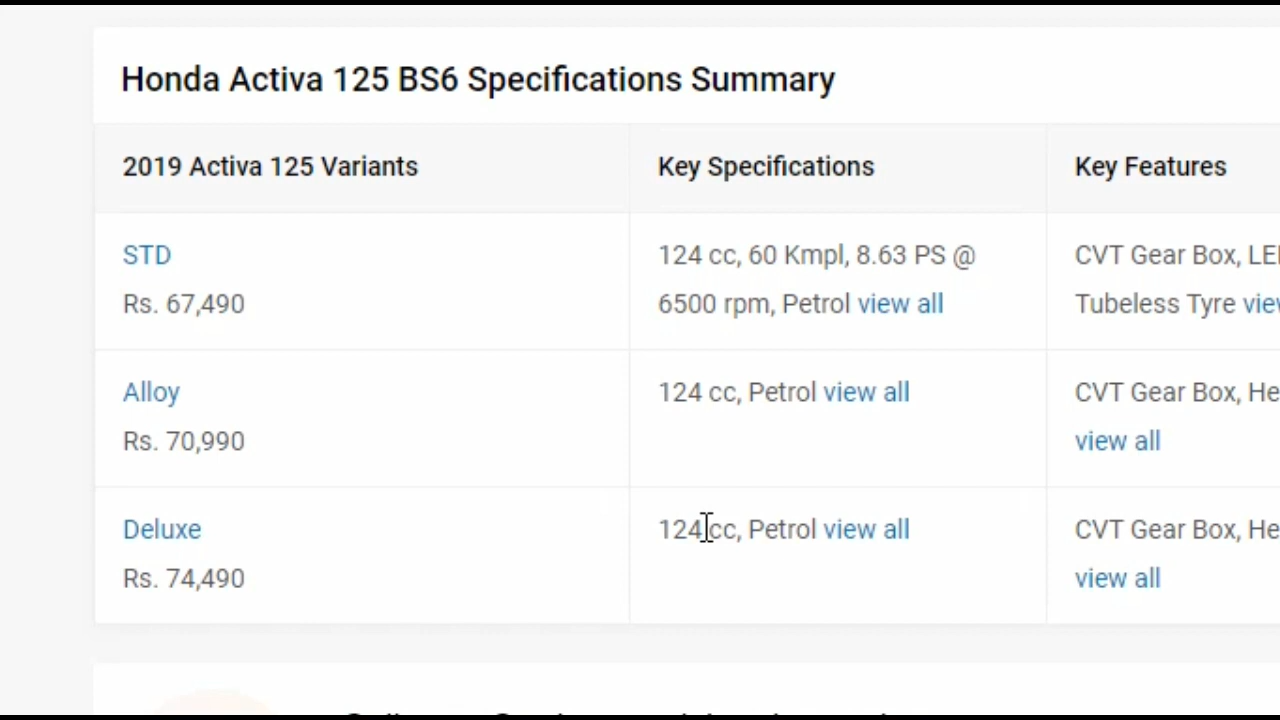 Honda Activa 125 BS6 Specifications Summary
2019 Activa 125 Variants Key Specifications Key Features
STD
Rs. 67,490
124 cc, 60 Kmpl, 8.63 PS @
6500 rpm, Petrol view all
CVT Gear Box,
Tubeless Tyre
Alloy
Rs. 70,990
124 cc, Petrol view all
CVT Gear Box,
view all
Deluxe
Rs. 74,490
124 cc, Petrol view all
CVT Gear Box,
view all